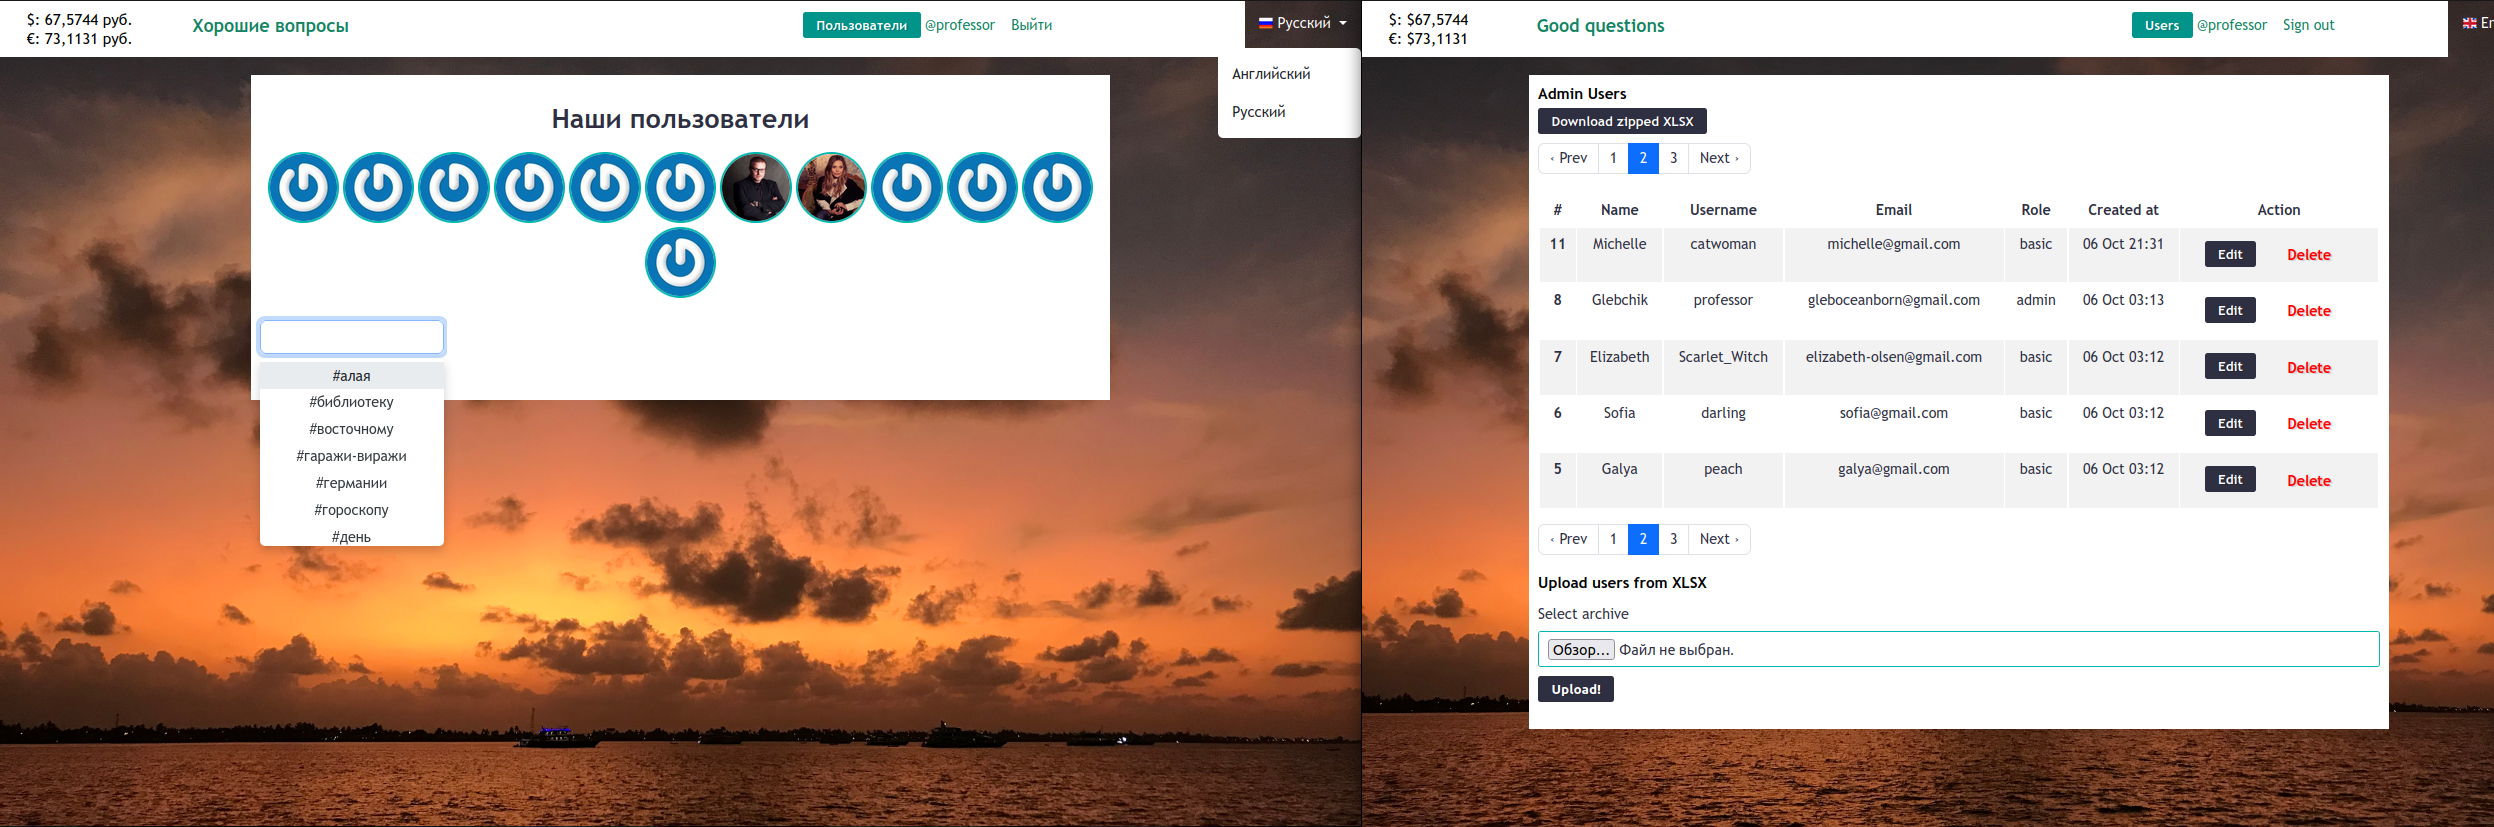 $: 67,5744 руб.
€: 73,1131 руб.
Хорошие вопросы
Пользователи @professor Выйти
Русский
Английский
Русский
Наши пользователи
#алая
#библиотеку
#восточному
#гаражи-виражи
#германии
#гороскопу
#день
$: $67,5744
€: $73,1131
Good questions
Users @professor Sign out
En
Admin Users
Download zipped XLSX
‹ Prev 1 2 3 Next ›
# Name Username Email Role Created at Action
11 Michelle catwoman michelle@gmail.com basic 06 Oct 21:31 Edit Delete
8 Glebchik professor gleboceanborn@gmail.com admin 06 Oct 03:13 Edit Delete
7 Elizabeth Scarlet_Witch elizabeth-olsen@gmail.com basic 06 Oct 03:12 Edit Delete
6 Sofia darling sofia@gmail.com basic 06 Oct 03:12 Edit Delete
5 Galya peach galya@gmail.com basic 06 Oct 03:12 Edit Delete
‹ Prev 1 2 3 Next ›
Upload users from XLSX
Select archive
Обзор... Файл не выбран.
Upload!